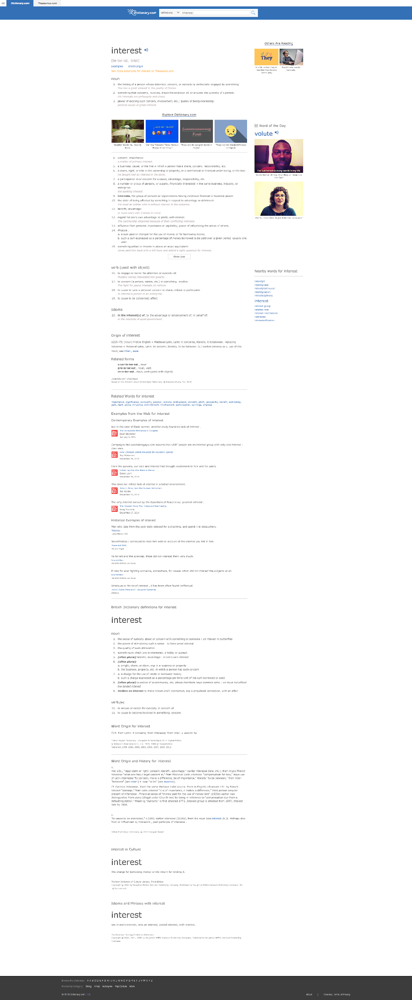 Dictionary.com
Thesaurus.com
Dictionary.com
definitions
interest
interest
[in-ter-ist, -trist]
Examples Word Origin
See more synonyms for interest on Thesaurus.com
noun
1. the feeling of a person whose attention, concern, or curiosity is particularly engaged by something:
She has a great interest in the poetry of Donne.
2. something that concerns, involves, draws the attention of, or arouses the curiosity of a person:
His interests are philosophy and chess.
3. power of exciting such concern, involvement, etc.; quality of being interesting:
political issues of great interest.
Explore Dictionary.com
Looooooooooooong
Words
Weather Words You Need to
Know
Can You Translate These Famous
Phrases From Emoji?
These Are the Longest Words in
English
These Are the Saddest Phrases
in English
4. concern; importance:
a matter of primary interest.
5. a business, cause, or the like in which a person has a share, concern, responsibility, etc.
6. a share, right, or title in the ownership of property, in a commercial or financial undertaking, or the like:
He bought half an interest in the store.
7. a participation in or concern for a cause, advantage, responsibility, etc.
8. a number or group of persons, or a party, financially interested in the same business, industry, or
enterprise:
the banking interest.
9. interests, the group of persons or organizations having extensive financial or business power.
10. the state of being affected by something in respect to advantage or detriment:
We need an arbiter who is without interest in the outcome.
11. benefit; advantage:
to have one's own interest in mind.
12. regard for one's own advantage or profit; self-interest:
The partnership dissolved because of their conflicting interests.
13. influence from personal importance or capability; power of influencing the action of others.
14. Finance.
a. a sum paid or charged for the use of money or for borrowing money.
b. such a sum expressed as a percentage of money borrowed to be paid over a given period, usually one
year.
15. something added or thrown in above an exact equivalent:
Jones paid him back with a left hook and added a right uppercut for interest.
Show Less
verb (used with object)
16. to engage or excite the attention or curiosity of:
Mystery stories interested him greatly.
17. to concern (a person, nation, etc.) in something; involve:
The fight for peace interests all nations.
18. to cause to take a personal concern or share; induce to participate:
to interest a person in an enterprise.
19. to cause to be concerned; affect.
Idioms
20. in the interest(s) of, to the advantage or advancement of; in behalf of:
in the interests of good government.
Origin of interest
1225–75; (noun) Middle English < Medieval Latin, Latin: it concerns, literally, it is between, replacing
interesse < Medieval Latin, Latin: to concern, literally, to be between; (v.) earlier interess as v. use of the
noun; see inter-, esse
Related forms
o·ver·in·ter·est , noun
pre·in·ter·est , noun, verb
re·in·ter·est , noun, verb (used with object)
Dictionary.com Unabridged
Based on the Random House Unabridged Dictionary, © Random House, Inc. 2018
Related Words for interest
importance, significance, sympathy, passion, activity, enthusiasm, concern, profit, prosperity, benefit, well-being,
gain, right, stake, influence, commitment, involvement, participation, earnings, engross
Examples from the Web for interest
Contemporary Examples of interest
But in the case of black women, another study found no lack of interest .
The Unbearable Whiteness of Congress
Dean Obeidallah
January 8, 2015
Campaigns like opechatesgays.com assume that LGBT people are an interest group with only one interest :
their own.
How Canadian Oilmen Pinkwash the Keystone Pipeline
Jay Michaelson
December 28, 2014
From his purview, our visit and interest had brought excitement to him and his peers.
Cuban Hip-Hop Was Born in Alamar
Daniel Levin
December 26, 2014
This does not reflect lack of interest in a better environment.
Time to Bring Back the Truman Democrats
Joel Kotkin
December 21, 2014
The only interest served by the Guardians of Peace is our prurient interest .
The Disaster Story That Hollywood Had Coming
Doug McIntyre
December 17, 2014
Historical Examples of interest
Men who take from the poor daily interest for a drachma, and spend it in debauchery.
Philothea
Lydia Maria Child
Nevertheless I continued to treat him well on account of the interest you felt in him.
Brave and Bold
Horatio Alger
As for art and the sciences, these did not interest them very much.
Ancient Man
Hendrik Willem van Loon
It was for ever fighting someone, somewhere, for causes which did not interest the subjects at all.
Ancient Man
Hendrik Willem van Loon
Strong as is the tie of interest , it has been often found ineffectual.
United States Presidents' Inaugural Speeches
Various
British Dictionary definitions for interest
interest
noun
1. the sense of curiosity about or concern with something or someone : an interest in butterflies
2. the power of stimulating such a sense : to have great interest
3. the quality of such stimulation
4. something in which one is interested; a hobby or pursuit
5. (often plural) benefit; advantage : in one's own interest
6. (often plural)
a. a right, share, or claim, esp in a business or property
b. the business, property, etc, in which a person has such concern
7. a. a charge for the use of credit or borrowed money
b. such a charge expressed as a percentage per time unit of the sum borrowed or used
8. (often plural) a section of a community, etc, whose members have common aims : we must not offend
the landed interest
9. declare an interest to make known one's connection, esp a prejudicial connection, with an affair
verb (tr)
10. to arouse or excite the curiosity or concern of
11. to cause to become involved in something; concern
Word Origin for interest
C15: from Latin: it concerns, from interesse; from inter- + esse to be
Collins English Dictionary - Complete & Unabridged 2012 Digital Edition
© William Collins Sons & Co. Ltd. 1979, 1986 © HarperCollins
Publishers 1998, 2000, 2003, 2005, 2006, 2007, 2009, 2012
Word Origin and History for interest
n.
mid-15c., "legal claim or right; concern; benefit, advantage," earlier interesse (late 14c.), from Anglo-French
interesse "what one has a legal concern in," from Medieval Latin interesse "compensation for loss," noun use
of Latin interresse "to concern, make a difference, be of importance," literally "to be between," from inter-
"between" (see inter-) + esse "to be" (see essence).
Cf. German Interesse , from the same Medieval Latin source. Form in English influenced 15c. by French
interest "damage," from Latin interest "it is of importance, it makes a difference," third person singular
present of interresse . Financial sense of "money paid for the use of money lent" (1520s) earlier was
distinguished from usury (illegal under Church law) by being in reference to "compensation due from a
defaulting debtor." Meaning "curiosity" is first attested 1771. Interest group is attested from 1907; interest
rate by 1868.
v.
"to cause to be interested," c.1600, earlier interesse (1560s), from the noun (see interest (n.)). Perhaps also
from or influenced by interess'd , past participle of interesse .
Online Etymology Dictionary, © 2010 Douglas Harper
interest in Culture
interest
The charge for borrowing money or the return for lending it.
The New Dictionary of Cultural Literacy, Third Edition
Copyright © 2005 by Houghton Mifflin Harcourt Publishing Company. Published by Houghton Mifflin Harcourt Publishing Company. All
rights reserved.
Idioms and Phrases with interest
interest
see in one's interest; take an interest; vested interest; with interest.
The American Heritage® Idioms Dictionary
Copyright © 2002, 2001, 1995 by Houghton Mifflin Harcourt Publishing Company. Published by Houghton Mifflin Harcourt Publishing
Company.
Others Are Reading
They
It's OK to Use They to
Describe One Person:
Here's Why
Avoid these words.
Seriously.
Word of the Day
volute
I've butchered so many words in my life.
Words We Get Wrong: How Many of These Can
You Say?
Did You Know Real People Write The Dictionary?
Nearby words for interest
interdigit
interdigitate
interdigitating cell
interdigitation
interdisciplinary
interest
interest group
interest rate
interest-rate futures
interested
interesterification
Browse the Dictionary: # A B C D E F G H I J K L M N O P Q R S T U V W X Y Z
Browse by Category: Slang Emoji Acronyms Pop Culture More
© 2018 Dictionary.com, LLC
About | Cookies, Terms, & Privacy